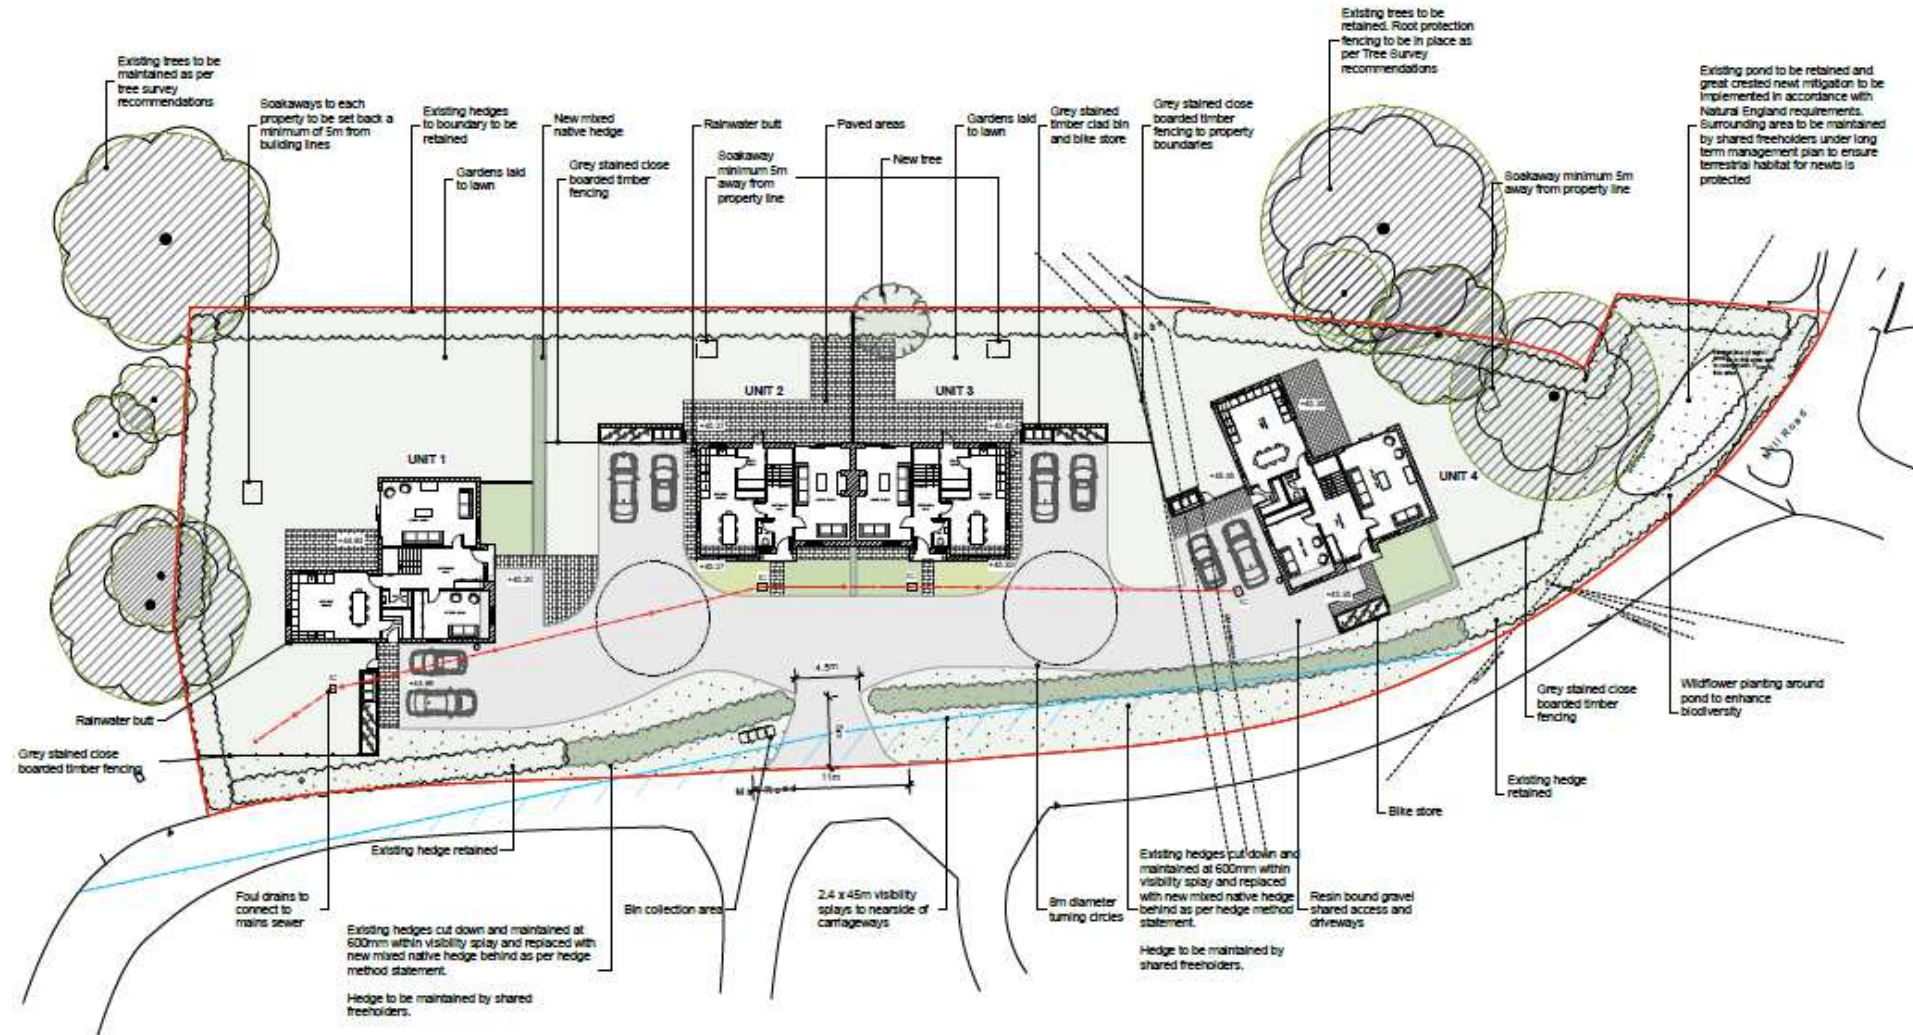 Existing trees to be
maintained as per
tree survey
recommendations
Soakaways to each
property to be set back a
minimum of 5m from
building lines
Existing hedges
to boundary to be
retained
Gardens laid
to lawn
New mixed
native hedge
Grey stained close
boarded timber
fencing
Rainwater butt
Soakaway
minimum 5m
away from
property line
Paved areas
New tree
Gardens laid
to lawn
Grey stained
timber clad bin
and bike store
Grey stained close
boarded timber
fencing to property
boundaries
Existing trees to be
retained. Root protection
fencing to be in place as
per Tree Survey
recommendations
Soakaway minimum 5m
away from property line
Existing pond to be retained and
great crested newt mitigation to be
implemented in accordance with
Natural England requirements.
Surrounding area to be maintained
by shared freeholders under long
term management plan to ensure
terrestrial habitat for newts is
protected
UNIT 1
UNIT 2
UNIT 3
UNIT 4
Mill Road
IC
IC
IC
IC
4.5m
5m
11m
Rainwater butt
Grey stained close
boarded timber fencing
Foul drains to
connect to
mains sewer
Existing hedge retained
Existing hedges cut down and maintained at
600mm within visibility splay and replaced with
new mixed native hedge behind as per hedge
method statement.
Hedge to be maintained by shared
freeholders.
Bin collection area
2.4 x 45m visibility
splays to nearside of
carriageways
8m diameter
turning circles
Existing hedges cut down and
maintained at 600mm within
visibility splay and replaced
with new mixed native hedge
behind as per hedge method
statement.
Hedge to be maintained by
shared freeholders.
Resin bound gravel
shared access and
driveways
Bike store
Existing hedge
retained
Grey stained close
boarded timber
fencing
Wildflower planting around
pond to enhance
biodiversity